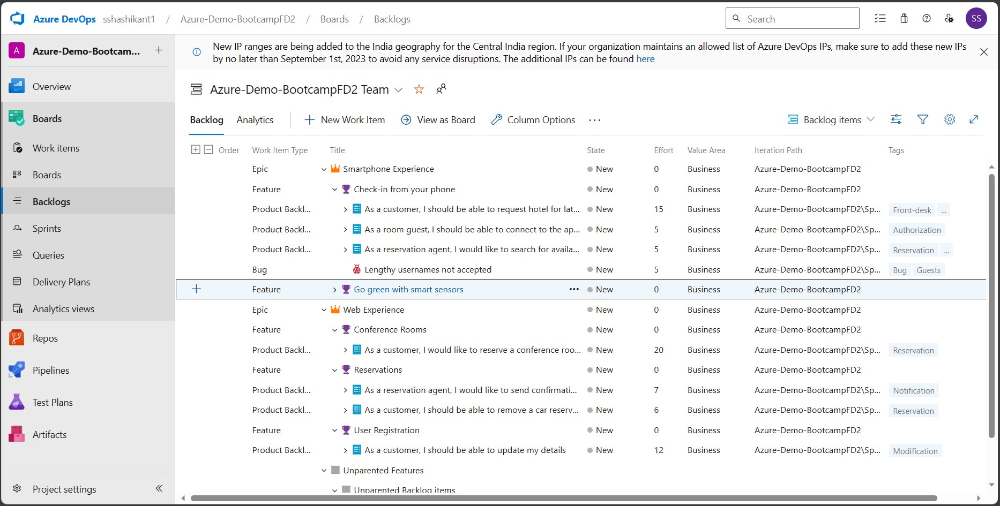 Azure DevOps sshashikant1 / Azure-Demo-BootcampFD2 / Boards / Backlogs
Search
SS
A Azure-Demo-Bootcam...
Overview
Boards
Work items
Boards
Backlogs
Sprints
Queries
Delivery Plans
Analytics views
Repos
Pipelines
Test Plans
Artifacts
Project settings
New IP ranges are being added to the India geography for the Central India region. If your organization maintains an allowed list of Azure DevOps IPs, make sure to add these new IPs
by no later than September 1st, 2023 to avoid any service disruptions. The additional IPs can be found here
Azure-Demo-BootcampFD2 Team
Backlog Analytics New Work Item View as Board Column Options ... Backlog items
Order Work Item Type Title State Effort Value Area Iteration Path Tags
Epic Smartphone Experience New 0 Business Azure-Demo-BootcampFD2
Feature Check-in from your phone New 0 Business Azure-Demo-BootcampFD2
Product Backl... As a customer, I should be able to request hotel for lat... New 15 Business Azure-Demo-BootcampFD2\Sp... Front-desk ...
Product Backl... As a room guest, I should be able to connect to the ap... New 5 Business Azure-Demo-BootcampFD2\Sp... Authorization
Product Backl... As a reservation agent, I would like to search for availa... New 5 Business Azure-Demo-BootcampFD2\Sp... Reservation ...
Bug Lengthy usernames not accepted New 5 Business Azure-Demo-BootcampFD2\Sp... Bug Guests
Feature Go green with smart sensors ... New 0 Business Azure-Demo-BootcampFD2
Epic Web Experience New 0 Business Azure-Demo-BootcampFD2
Feature Conference Rooms New 0 Business Azure-Demo-BootcampFD2
Product Backl... As a customer, I would like to reserve a conference roo... New 20 Business Azure-Demo-BootcampFD2\Sp... Reservation
Feature Reservations New 0 Business Azure-Demo-BootcampFD2
Product Backl... As a reservation agent, I would like to send confirmati... New 7 Business Azure-Demo-BootcampFD2\Sp... Notification
Product Backl... As a customer, I should be able to remove a car reserv... New 6 Business Azure-Demo-BootcampFD2\Sp... Reservation
Feature User Registration New 0 Business Azure-Demo-BootcampFD2
Product Backl... As a customer, I should be able to update my details New 12 Business Azure-Demo-BootcampFD2\Sp... Modification
Unparented Features
Unparented Backlog items